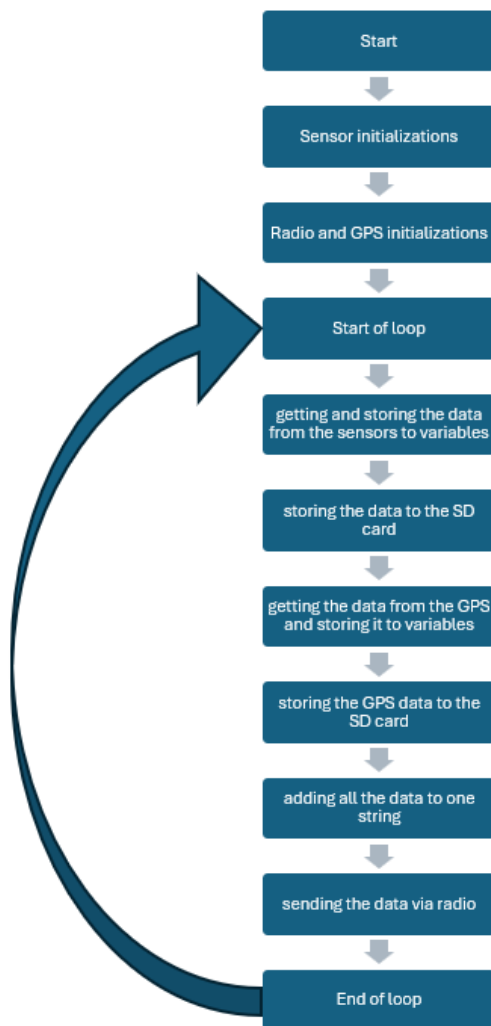 Start
Sensor initializations
Radio and GPS initializations
Start of loop
getting and storing the data
from the sensors to variables
storing the data to the SD
card
getting the data from the GPS
and storing it to variables
storing the GPS data to the
SD card
adding all the data to one
string
sending the data via radio
End of loop